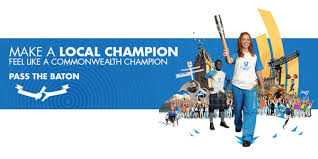 MAKE A LOCAL CHAMPION
FEEL LIKE A COMMONWEALTH CHAMPION
PASS THE BATON